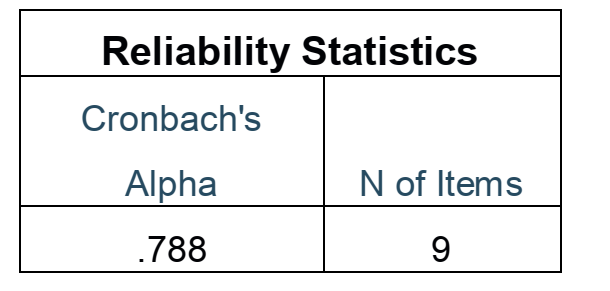 Reliability Statistics
Cronbach's
Alpha
N of Items
.788
9